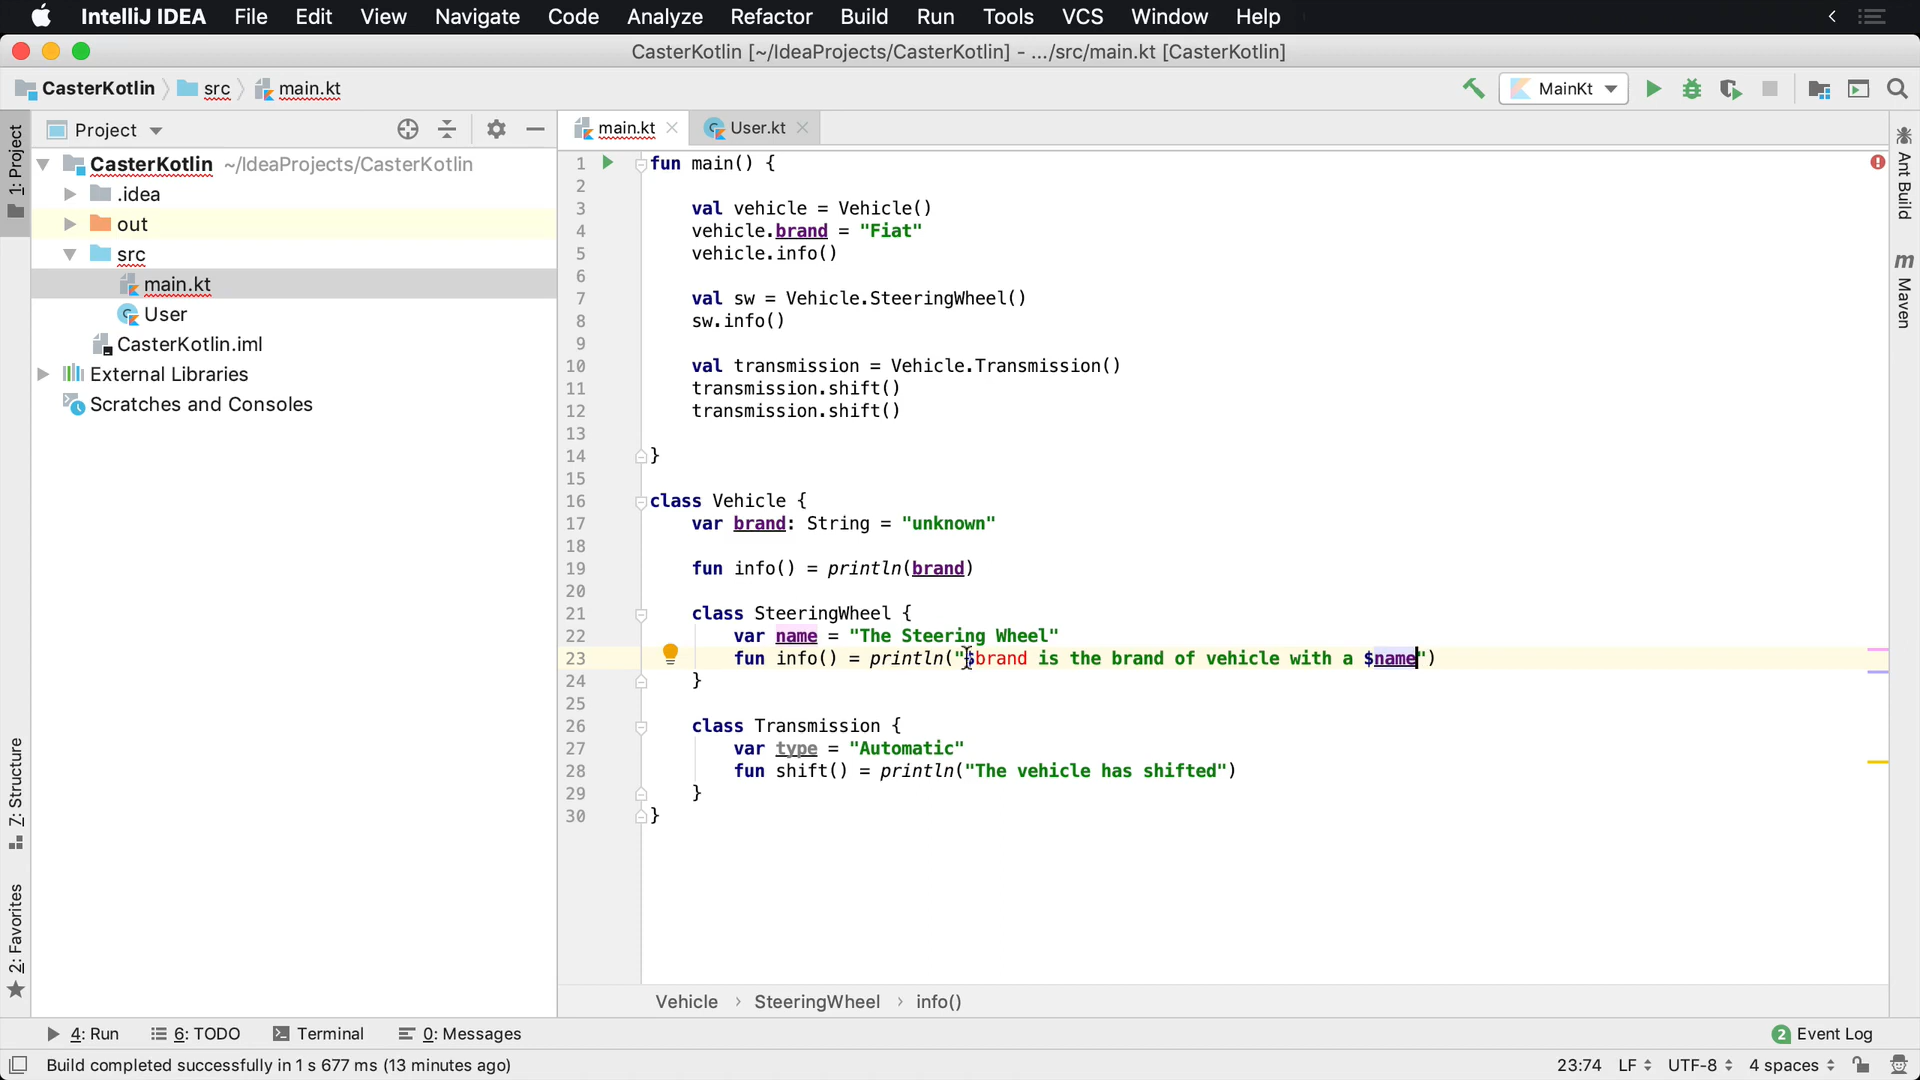 IntelliJ IDEA File Edit View Navigate Code Analyze Refactor Build Run Tools VCS Window Help
CasterKotlin [~/IdeaProjects/CasterKotlin] - .../src/main.kt [CasterKotlin]
CasterKotlin src main.kt MainKt
Project
main.kt User.kt
1: Project
CasterKotlin ~/IdeaProjects/CasterKotlin
.idea
out
src
main.kt
User
CasterKotlin.iml
External Libraries
Scratches and Consoles
Z: Structure
2: Favorites
1 fun main() {
2
3 val vehicle = Vehicle()
4 vehicle.brand = "Fiat"
5 vehicle.info()
6
7 val sw = Vehicle.SteeringWheel()
8 sw.info()
9
10 val transmission = Vehicle.Transmission()
11 transmission.shift()
12 transmission.shift()
13
14 }
15
16 class Vehicle {
17 var brand: String = "unknown"
18
19 fun info() = println(brand)
20
21 class SteeringWheel {
22 var name = "The Steering Wheel"
23 fun info() = println("$brand is the brand of vehicle with a $name")
24 }
25
26 class Transmission {
27 var type = "Automatic"
28 fun shift() = println("The vehicle has shifted")
29 }
30 }
Ant Build
m Maven
Vehicle › SteeringWheel › info()
4: Run 6: TODO Terminal 0: Messages 2 Event Log
Build completed successfully in 1 s 677 ms (13 minutes ago) 23:74 LF UTF-8 4 spaces